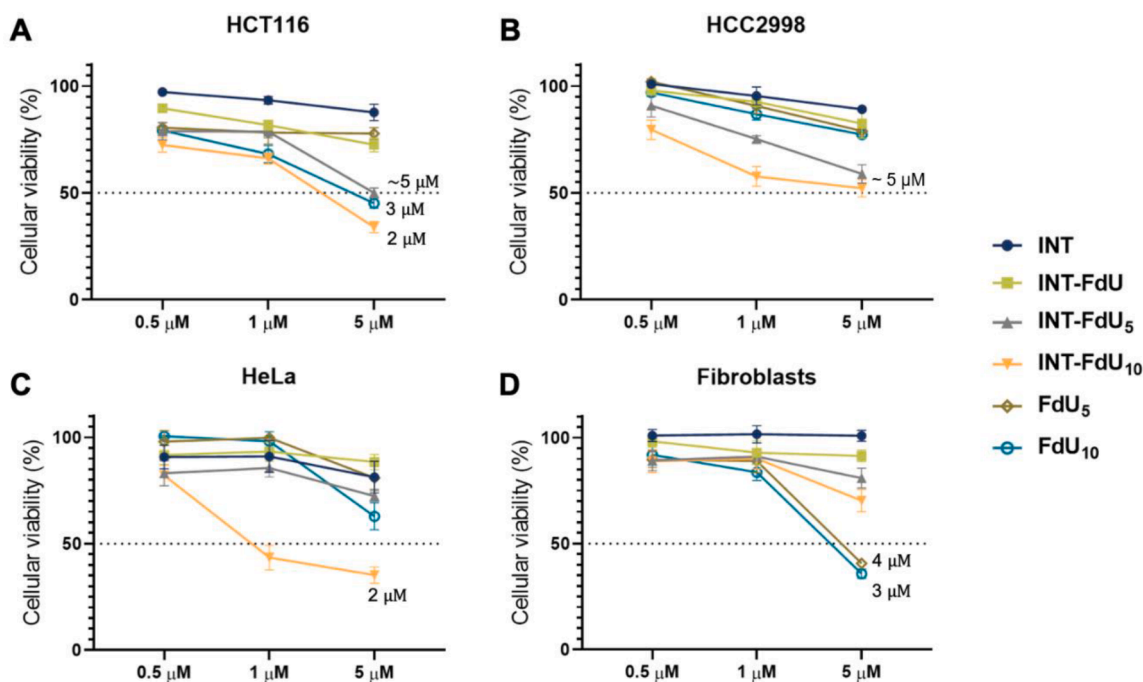 A
HCT116
Cellular viability (%)
100
50
0
~5 μM
3 μM
2 μM
0.5 μM 1 μM 5 μM
B
HCC2998
Cellular viability (%)
100
50
0
~ 5 μM
0.5 μM 1 μM 5 μM
C
HeLa
Cellular viability (%)
100
50
0
2 μM
0.5 μM 1 μM 5 μM
D
Fibroblasts
Cellular viability (%)
100
50
0
4 μM
3 μM
0.5 μM 1 μM 5 μM
INT
INT-FdU
INT-FdU₅
INT-FdU₁₀
FdU₅
FdU₁₀